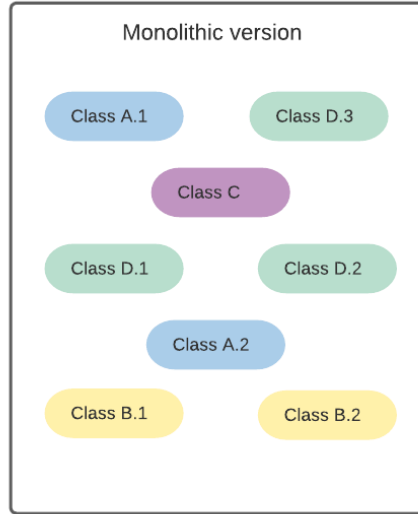 Monolithic version
Class A.1
Class D.3
Class C
Class D.1
Class D.2
Class A.2
Class B.1
Class B.2